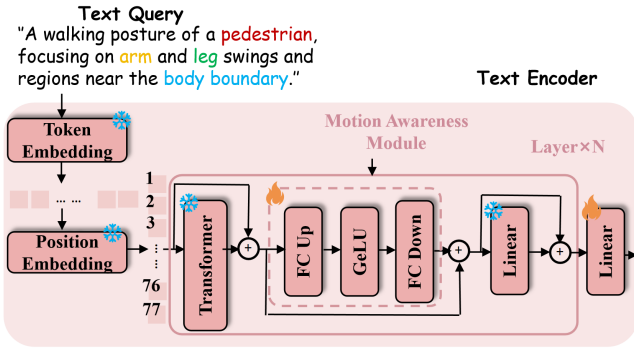 Text Query
"A walking posture of a pedestrian,
focusing on arm and leg swings and
regions near the body boundary."
Text Encoder
Token
Embedding
... ...
Position
Embedding
1
2
3
... ...
76
77
Motion Awareness
Module
Layer×N
Transformer
+
FC Up
GeLU
FC Down
+
Linear
+
Linear